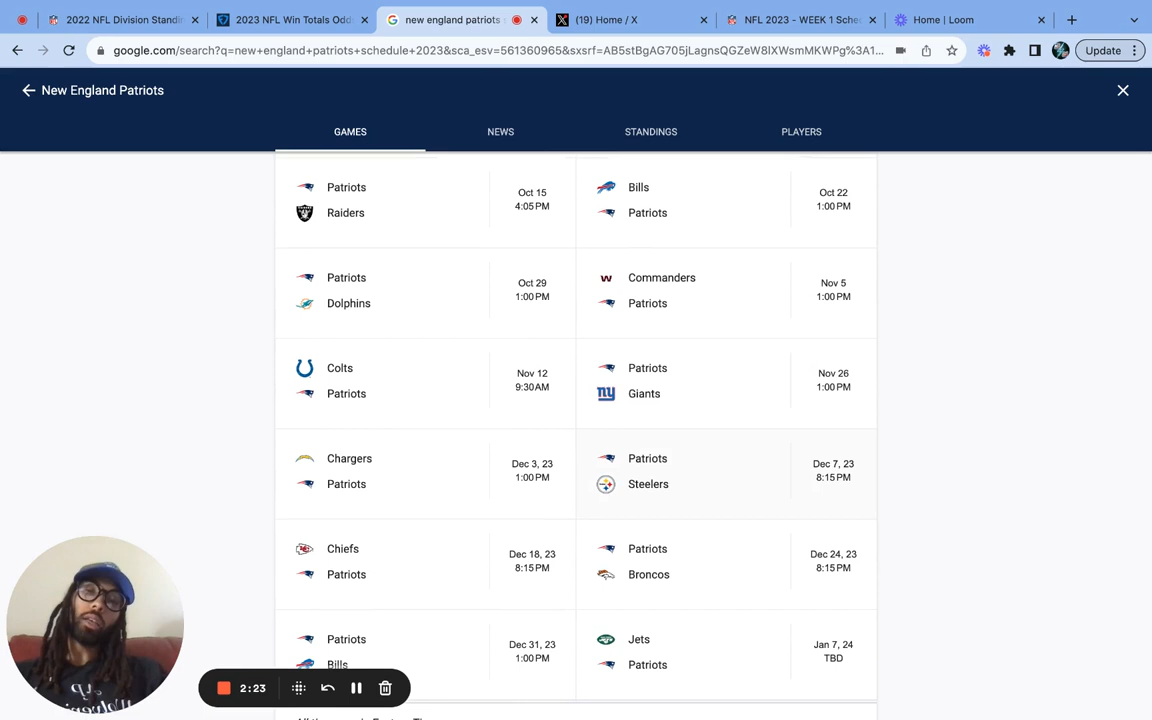 2022 NFL Division Standi
2023 NFL Win Totals Odd
new england patriots
(19) Home / X
NFL 2023 - WEEK 1 Sche
Home | Loom
google.com/search?q=new+england+patriots+schedule+2023&sca_esv=561360965&sxsrf=AB5stBgAG705jLagnsQGZeW8IXWsmMKWPg%3A1...
Update
New England Patriots
GAMES
NEWS
STANDINGS
PLAYERS
Patriots
Raiders
Oct 15
4:05 PM
Bills
Patriots
Oct 22
1:00 PM
Patriots
Dolphins
Oct 29
1:00 PM
Commanders
Patriots
Nov 5
1:00 PM
Colts
Patriots
Nov 12
9:30 AM
Patriots
Giants
Nov 26
1:00 PM
Chargers
Patriots
Dec 3, 23
1:00 PM
Patriots
Steelers
Dec 7, 23
8:15 PM
Chiefs
Patriots
Dec 18, 23
8:15 PM
Patriots
Broncos
Dec 24, 23
8:15 PM
Patriots
Bills
Dec 31, 23
1:00 PM
Jets
Patriots
Jan 7, 24
TBD
2:23